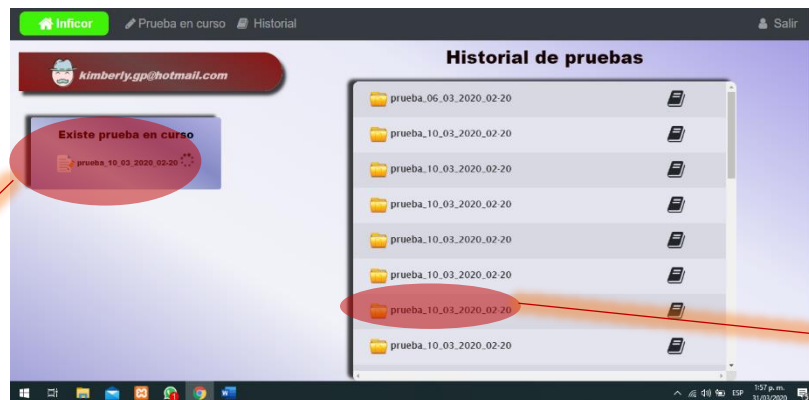 Inficor Prueba en curso Historial Salir
kimberly.gp@hotmail.com
Existe prueba en curso
prueba_10_03_2020_02-20
Historial de pruebas
prueba_06_03_2020_02-20
prueba_10_03_2020_02-20
prueba_10_03_2020_02-20
prueba_10_03_2020_02-20
prueba_10_03_2020_02-20
prueba_10_03_2020_02-20
prueba_10_03_2020_02-20
prueba_10_03_2020_02-20
ESP
1:57 p. m.
31/03/2020